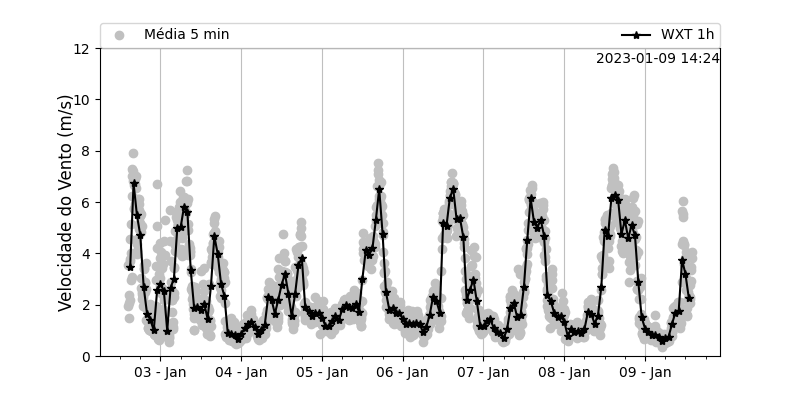 Média 5 min
WXT 1h
2023-01-09 14:24
Velocidade do Vento (m/s)
12
10
8
6
4
2
0
03 - Jan
04 - Jan
05 - Jan
06 - Jan
07 - Jan
08 - Jan
09 - Jan